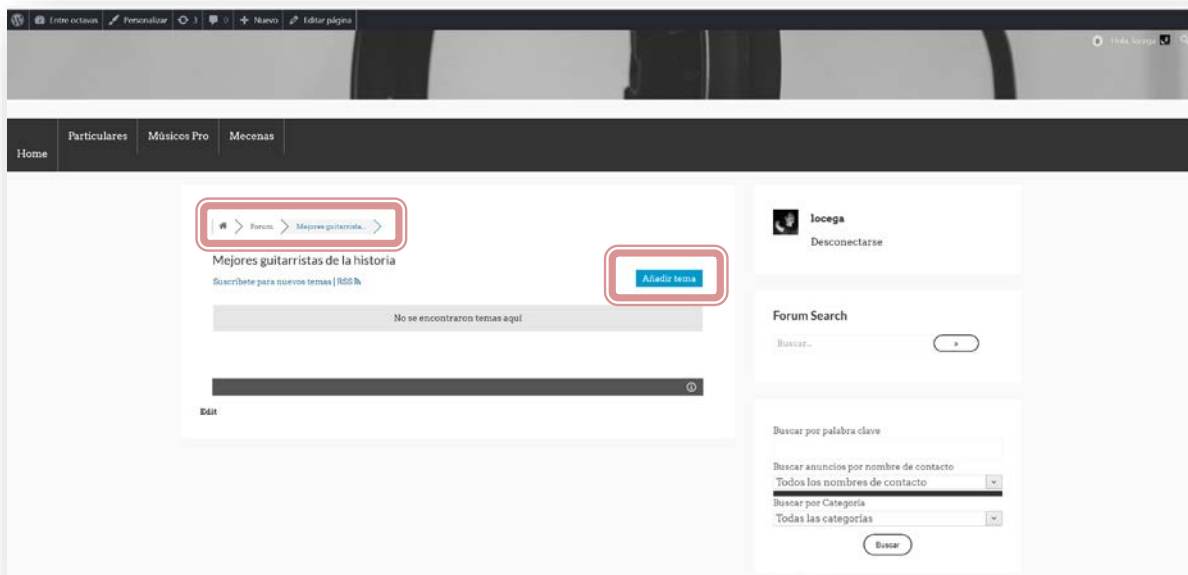 Entre octavas Personalizar 3 0 + Nuevo Editar página
Hola, locega
Home Particulares Músicos Pro Mecenas
Forum Mejores guitarrista..
Mejores guitarristas de la historia
Suscríbete para nuevos temas | RSS
Añadir tema
No se encontraron temas aquí
Edit
locega
Desconectarse
Forum Search
Buscar..
»
Buscar por palabra clave
Buscar anuncios por nombre de contacto
Todos los nombres de contacto
Buscar por Categoría
Todas las categorías
Buscar